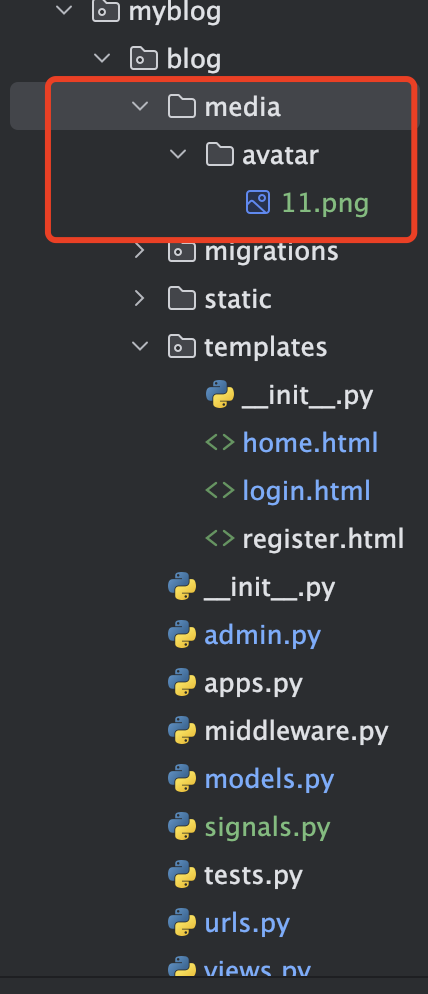 myblog
blog
media
avatar
11.png
migrations
static
templates
__init__.py
home.html
login.html
register.html
__init__.py
admin.py
apps.py
middleware.py
models.py
signals.py
tests.py
urls.py
views.py